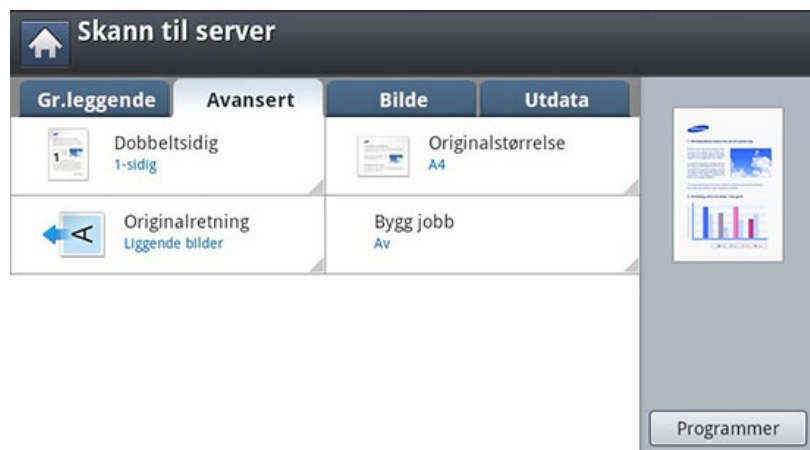 Skann til server
Gr.leggende
Avansert
Bilde
Utdata
Dobbeltsidig
1-sidig
Originalstørrelse
A4
Originalretning
Liggende bilder
Bygg jobb
Av
Programmer